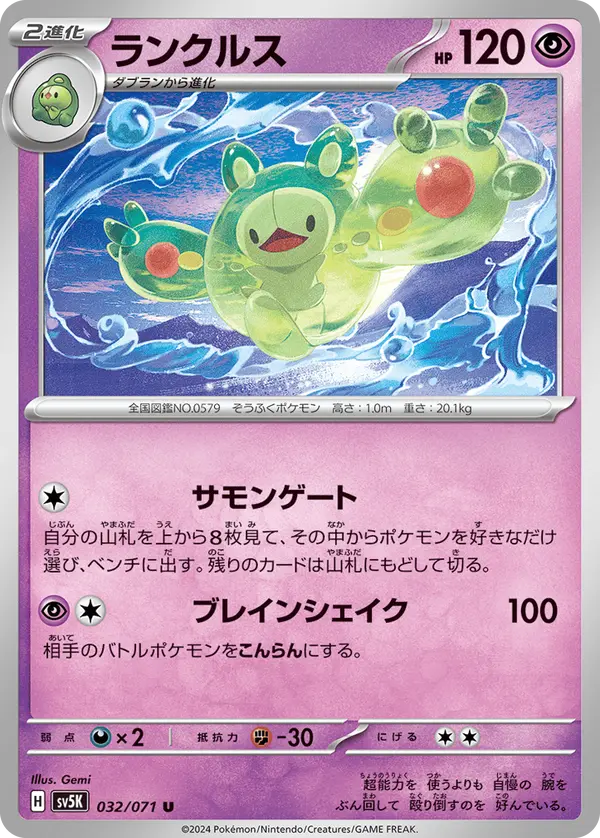 2進化
ランクルス
HP 120
ダブランから進化
全国図鑑NO.0579 そうふくポケモン 高さ：1.0m 重さ：20.1kg
サモンゲート
自分の山札を上から8枚見て、その中からポケモンを好きなだけ
選び、ベンチに出す。残りのカードは山札にもどして切る。
ブレインシェイク 100
相手のバトルポケモンをこんらんにする。
弱点 ×2 抵抗力 -30 にげる
Illus. Gemi
H sv5K 032/071 U
超能力を 使うよりも 自慢の 腕を
ぶん回して 殴り倒すのを 好む。
©2024 Pokémon/Nintendo/Creatures/GAME FREAK.